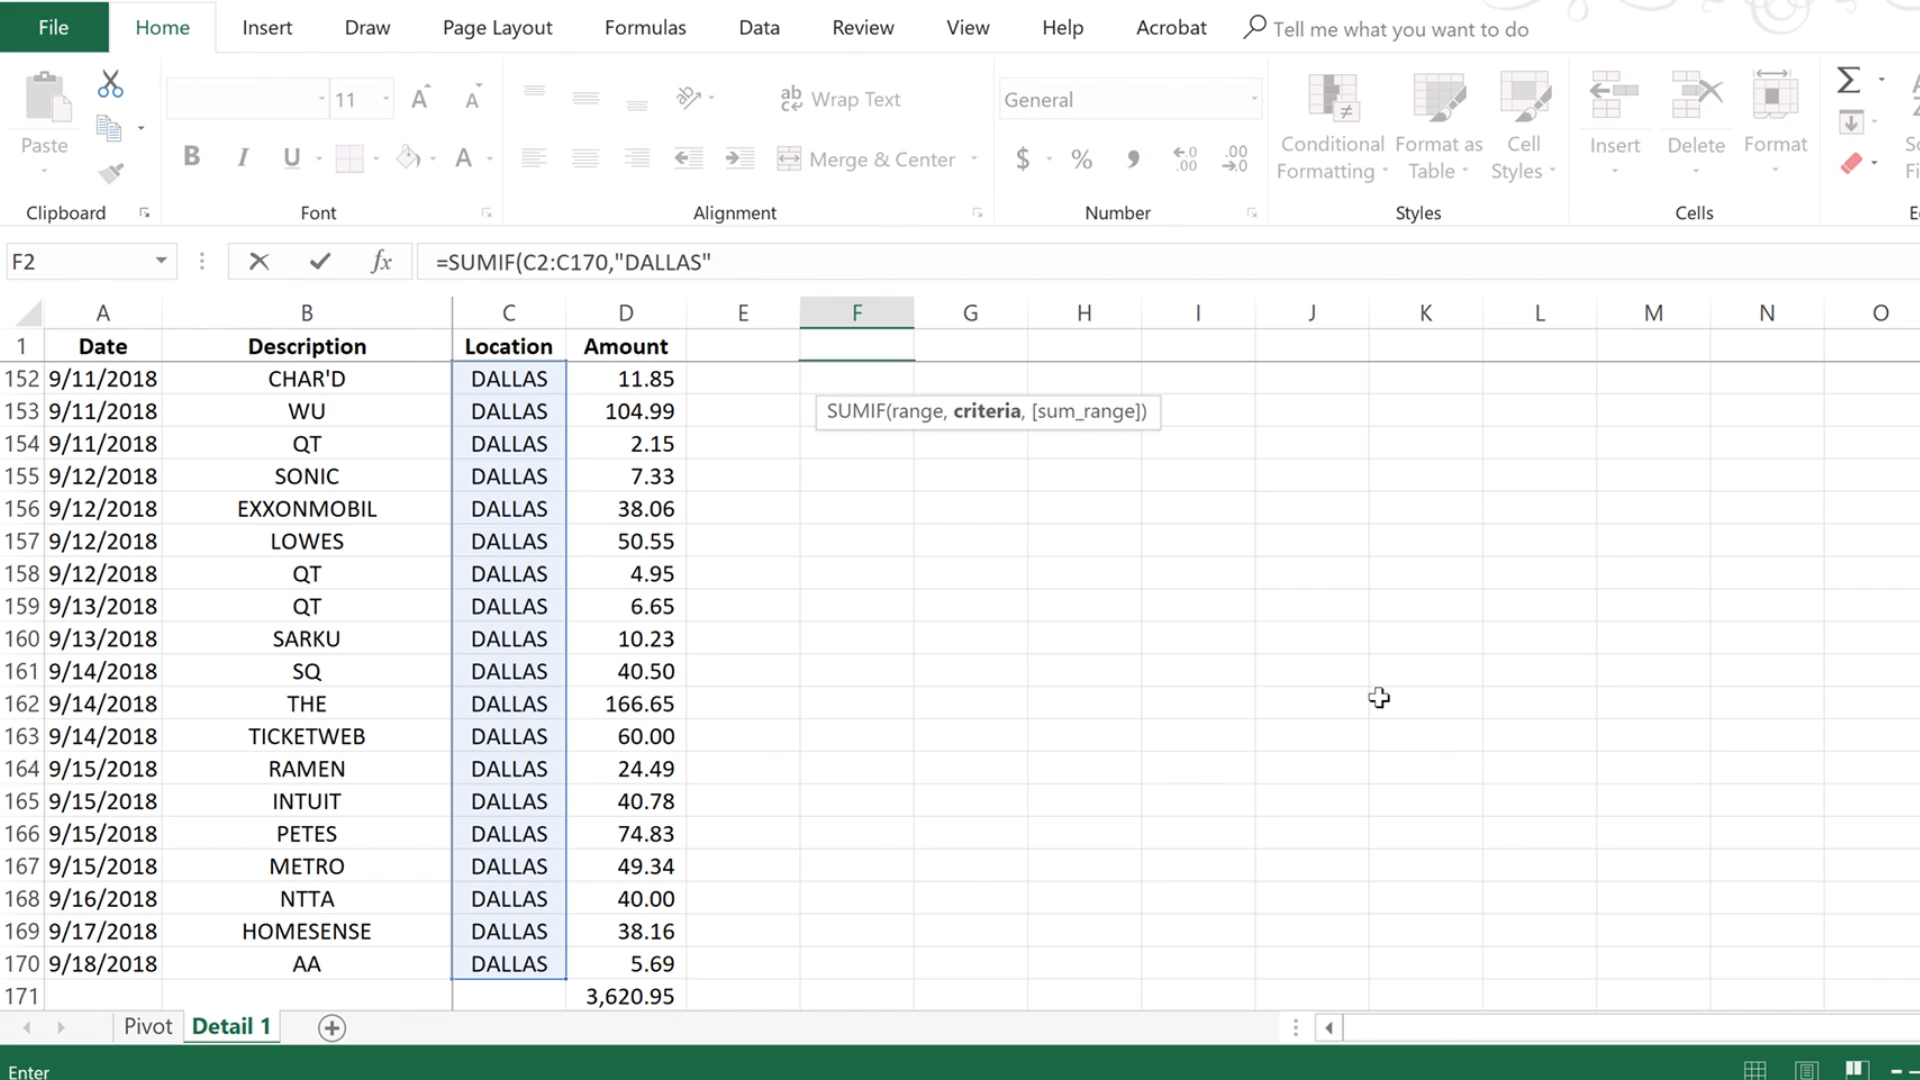 File Home Insert Draw Page Layout Formulas Data Review View Help Acrobat Tell me what you want to do
Paste
11 A A
B I U A
ab c Wrap Text
Merge & Center
General
$ % 9 .0 .00 .00 .0
Conditional Formatting
Format as Table
Cell Styles
Insert Delete Format
Σ
Clipboard Font Alignment Number Styles Cells
F2 fx =SUMIF(C2:C170,"DALLAS"
A B C D E F G H I J K L M N O
1 Date Description Location Amount
152 9/11/2018 CHAR'D DALLAS 11.85
153 9/11/2018 WU DALLAS 104.99
SUMIF(range, criteria, [sum_range])
154 9/11/2018 QT DALLAS 2.15
155 9/12/2018 SONIC DALLAS 7.33
156 9/12/2018 EXXONMOBIL DALLAS 38.06
157 9/12/2018 LOWES DALLAS 50.55
158 9/12/2018 QT DALLAS 4.95
159 9/13/2018 QT DALLAS 6.65
160 9/13/2018 SARKU DALLAS 10.23
161 9/14/2018 SQ DALLAS 40.50
162 9/14/2018 THE DALLAS 166.65
163 9/14/2018 TICKETWEB DALLAS 60.00
164 9/15/2018 RAMEN DALLAS 24.49
165 9/15/2018 INTUIT DALLAS 40.78
166 9/15/2018 PETES DALLAS 74.83
167 9/15/2018 METRO DALLAS 49.34
168 9/16/2018 NTTA DALLAS 40.00
169 9/17/2018 HOMESENSE DALLAS 38.16
170 9/18/2018 AA DALLAS 5.69
171 3,620.95
Pivot Detail 1
Enter